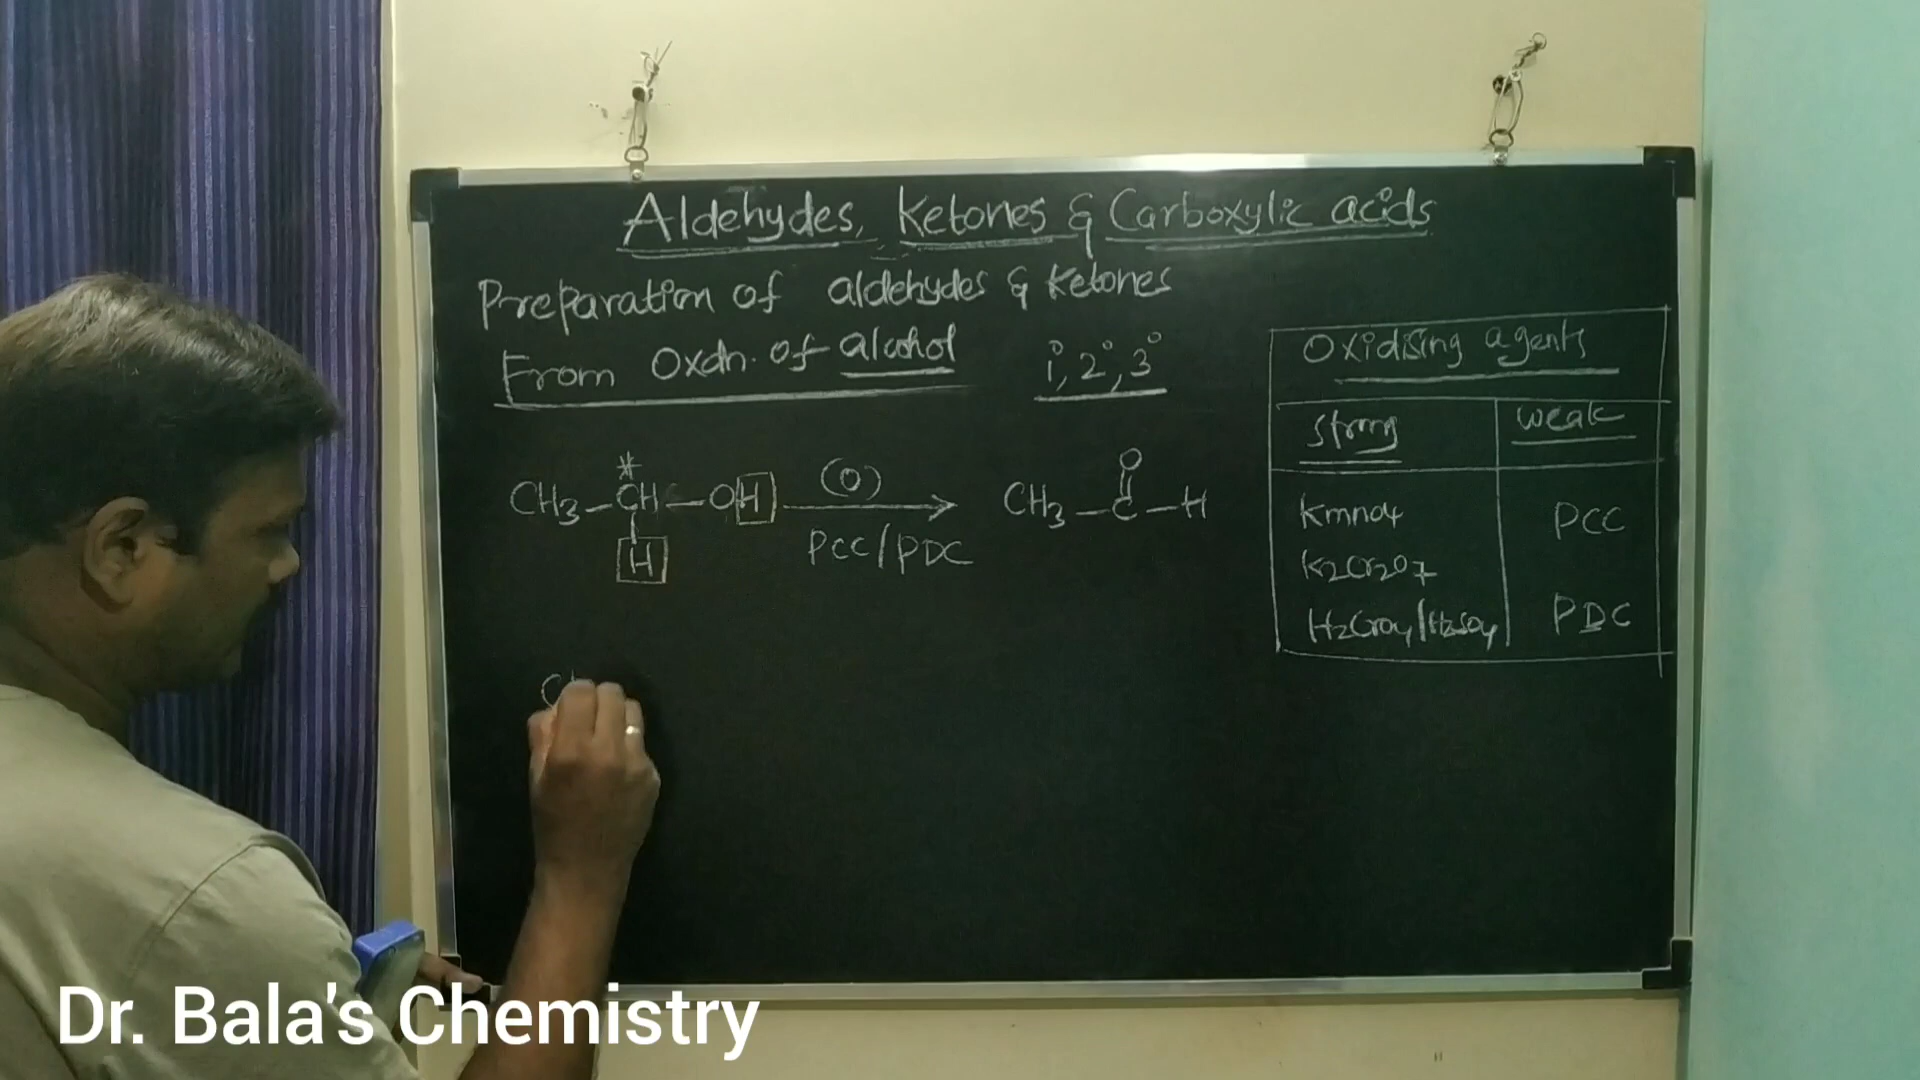 Aldehydes, Ketones & Carboxylic acids
Preparation of aldehydes & Ketones
From Oxdn. of alcohol 1°, 2°, 3°
Oxidising agents
Strong weak
KmnO4 PCC
K2Cr2O7
H2CrO4/H2SO4 PDC
*
CH3-CH-OH (O) CH3-C-H
O
H
PCC/PDC
C
Dr. Bala's Chemistry